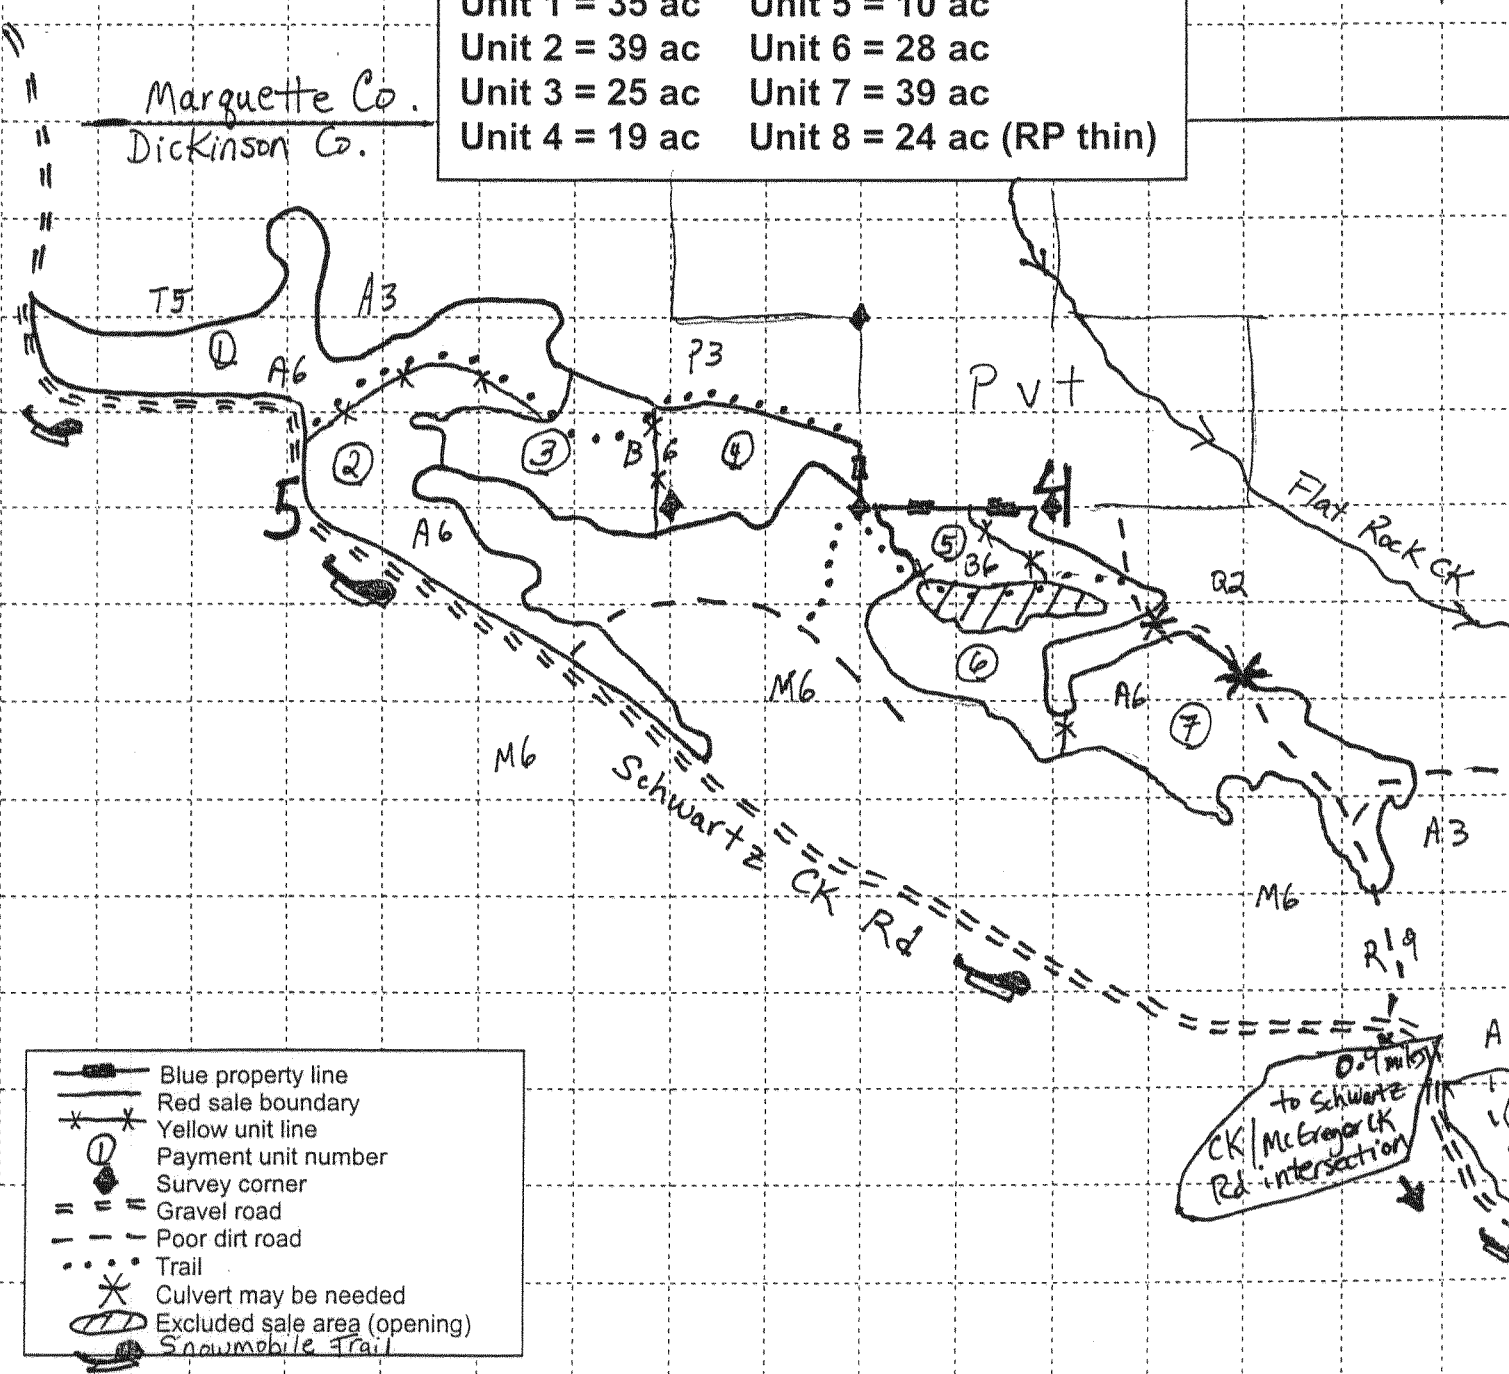 Unit 1 = 35 ac Unit 5 = 10 ac
Unit 2 = 39 ac Unit 6 = 28 ac
Unit 3 = 25 ac Unit 7 = 39 ac
Unit 4 = 19 ac Unit 8 = 24 ac (RP thin)
Marquette Co.
Dickinson Co.
T5
A3
1
A6
P3
Pvt
2
3
B6
4
5
A6
4
Flat Rock CK
5
B6
Q2
6
M6
A6
7
M6
Schwartz CK Rd
A3
M6
R19
A
0.9 miles
to Schwartz
CK/McGregor CK
Rd intersection
Blue property line
Red sale boundary
Yellow unit line
1 Payment unit number
Survey corner
Gravel road
Poor dirt road
Trail
Culvert may be needed
Excluded sale area (opening)
Snowmobile Trail